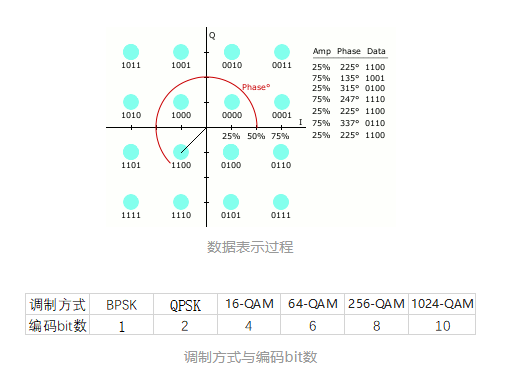 Q
1011 1001 0010 0011
Phase°
1010 1000 0000 0001
I
25% 50% 75%
1101 1100 0100 0110
1111 1110 0101 0111
Amp Phase Data
25% 225° 1100
75% 135° 1001
25% 315° 0100
75% 247° 1110
25% 225° 1100
75% 337° 0110
25% 225° 1100
数据表示过程
调制方式 BPSK QPSK 16-QAM 64-QAM 256-QAM 1024-QAM
编码bit数 1 2 4 6 8 10
调制方式与编码bit数